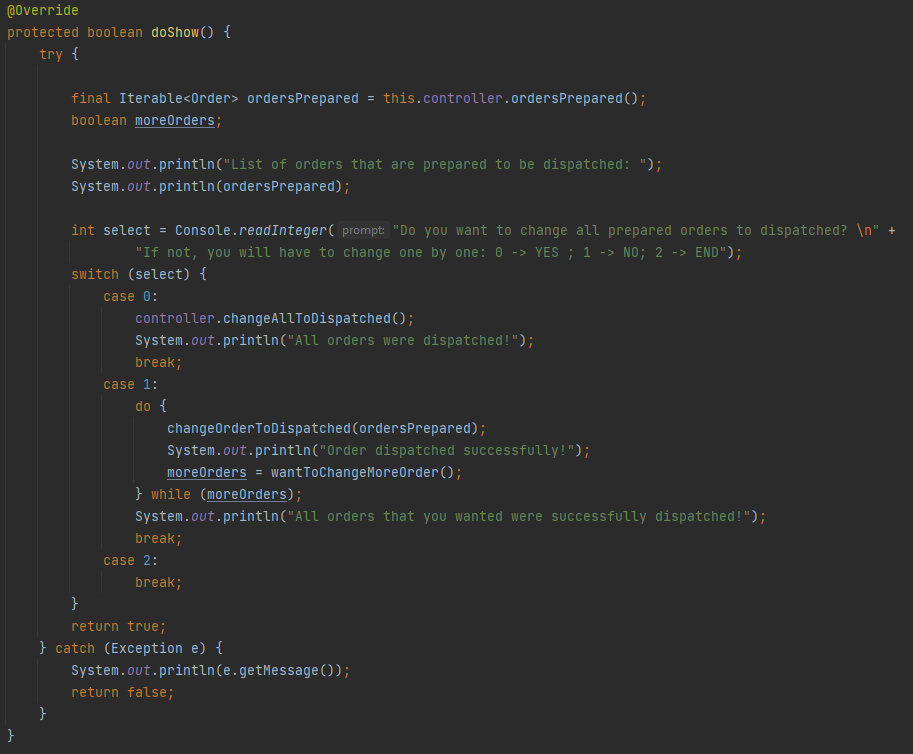 @Override
protected boolean doShow() {
try {
final Iterable<Order> ordersPrepared = this.controller.ordersPrepared();
boolean moreOrders;
System.out.println("List of orders that are prepared to be dispatched: ");
System.out.println(ordersPrepared);
int select = Console.readInteger( prompt: "Do you want to change all prepared orders to dispatched? \n" +
"If not, you will have to change one by one: 0 -> YES ; 1 -> NO; 2 -> END");
switch (select) {
case 0:
controller.changeAllToDispatched();
System.out.println("All orders were dispatched!");
break;
case 1:
do {
changeOrderToDispatched(ordersPrepared);
System.out.println("Order dispatched successfully!");
moreOrders = wantToChangeMoreOrder();
} while (moreOrders);
System.out.println("All orders that you wanted were successfully dispatched!");
break;
case 2:
break;
}
return true;
} catch (Exception e) {
System.out.println(e.getMessage());
return false;
}
}